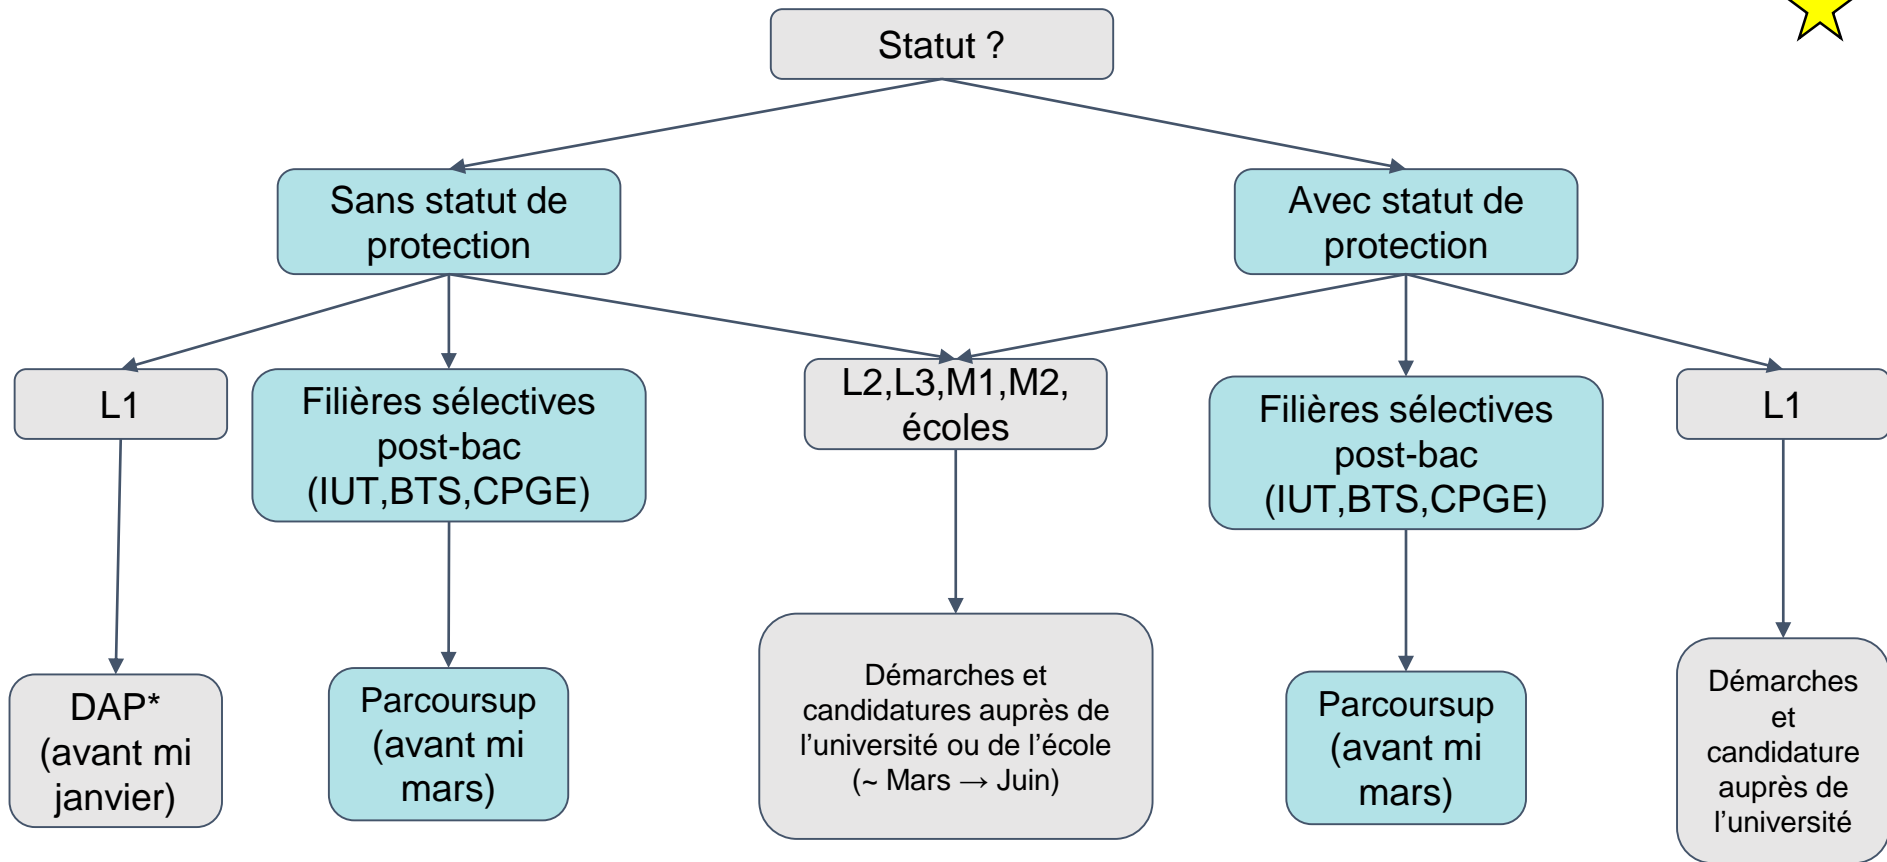 Statut ?
Sans statut de
protection
Avec statut de
protection
L1
Filières sélectives
post-bac
(IUT,BTS,CPGE)
L2,L3,M1,M2,
écoles
Filières sélectives
post-bac
(IUT,BTS,CPGE)
L1
DAP*
(avant mi
janvier)
Parcoursup
(avant mi
mars)
Démarches et
candidatures auprès de
l’université ou de l’école
(~ Mars → Juin)
Parcoursup
(avant mi
mars)
Démarches
et
candidature
auprès de
l’université